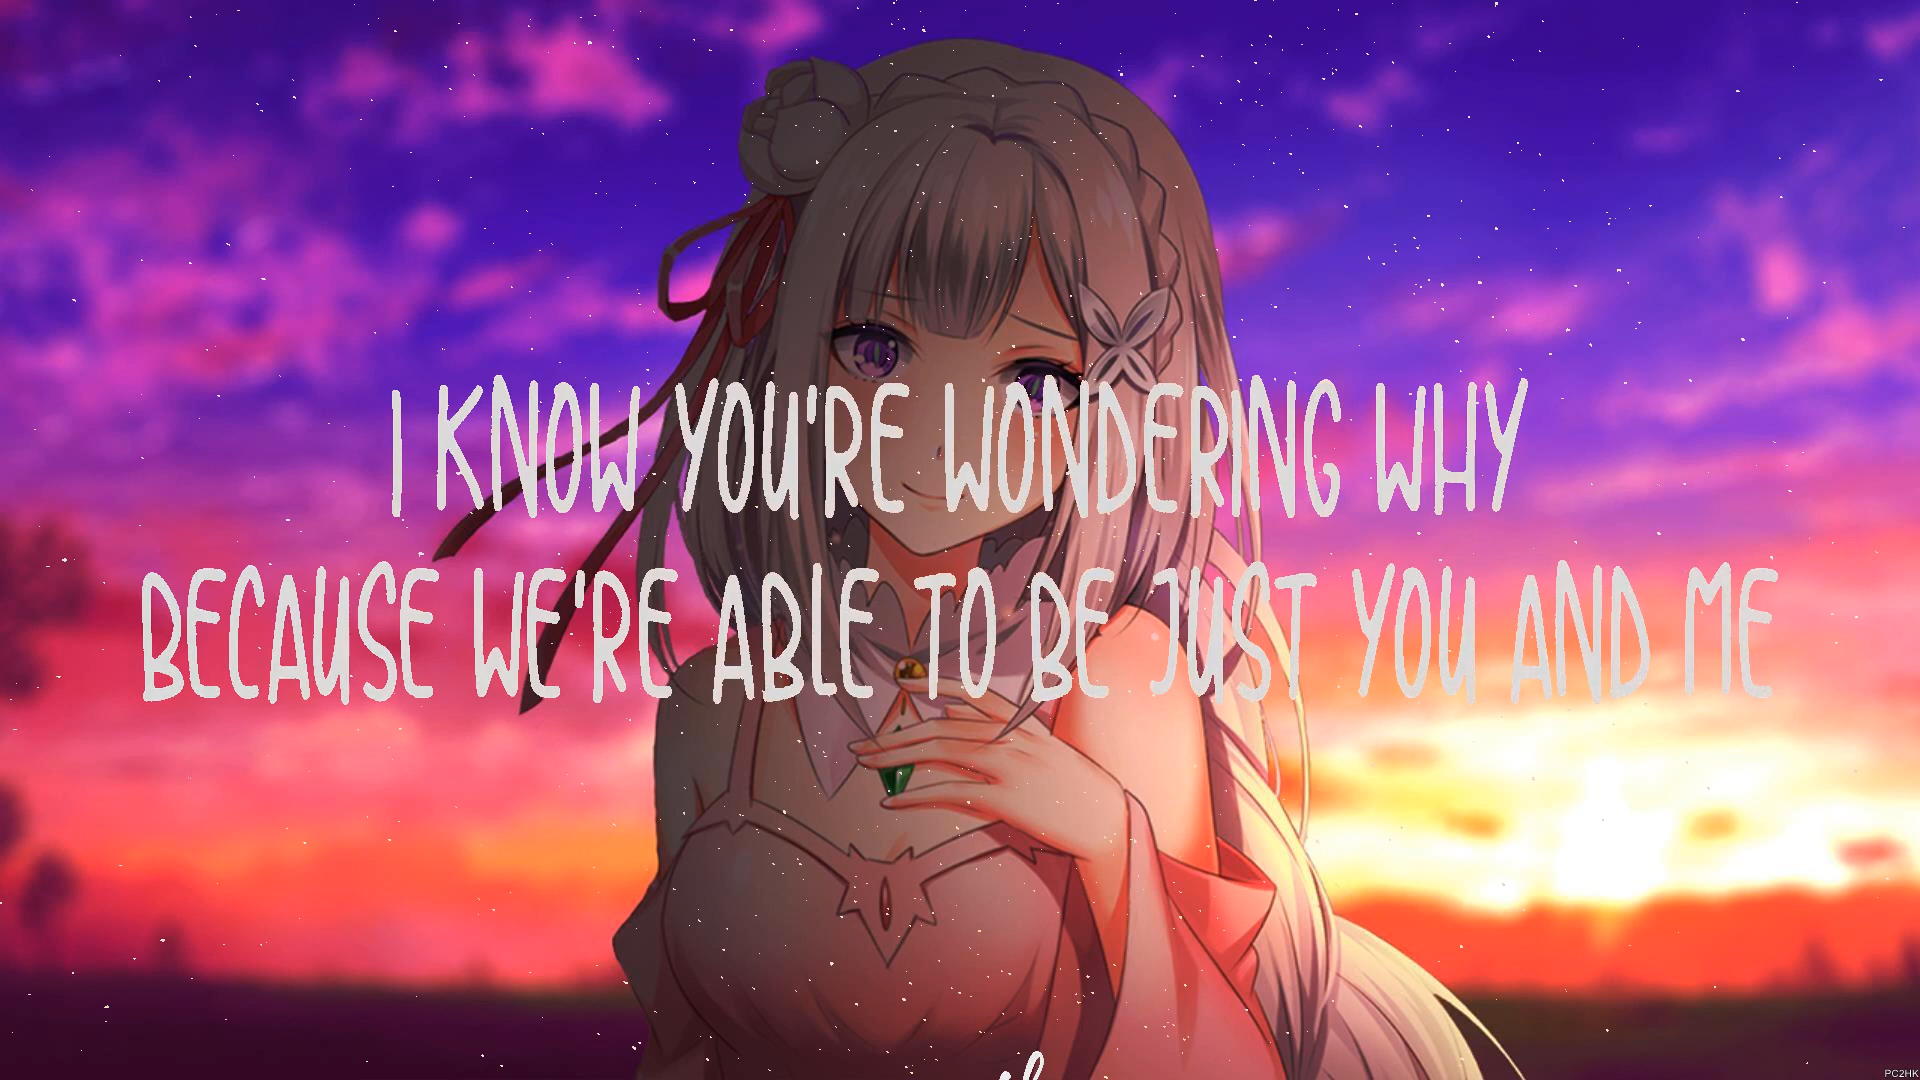 I KNOW YOU'RE WONDERING WHY
BECAUSE WE'RE ABLE TO BE JUST YOU AND ME
PC2HK